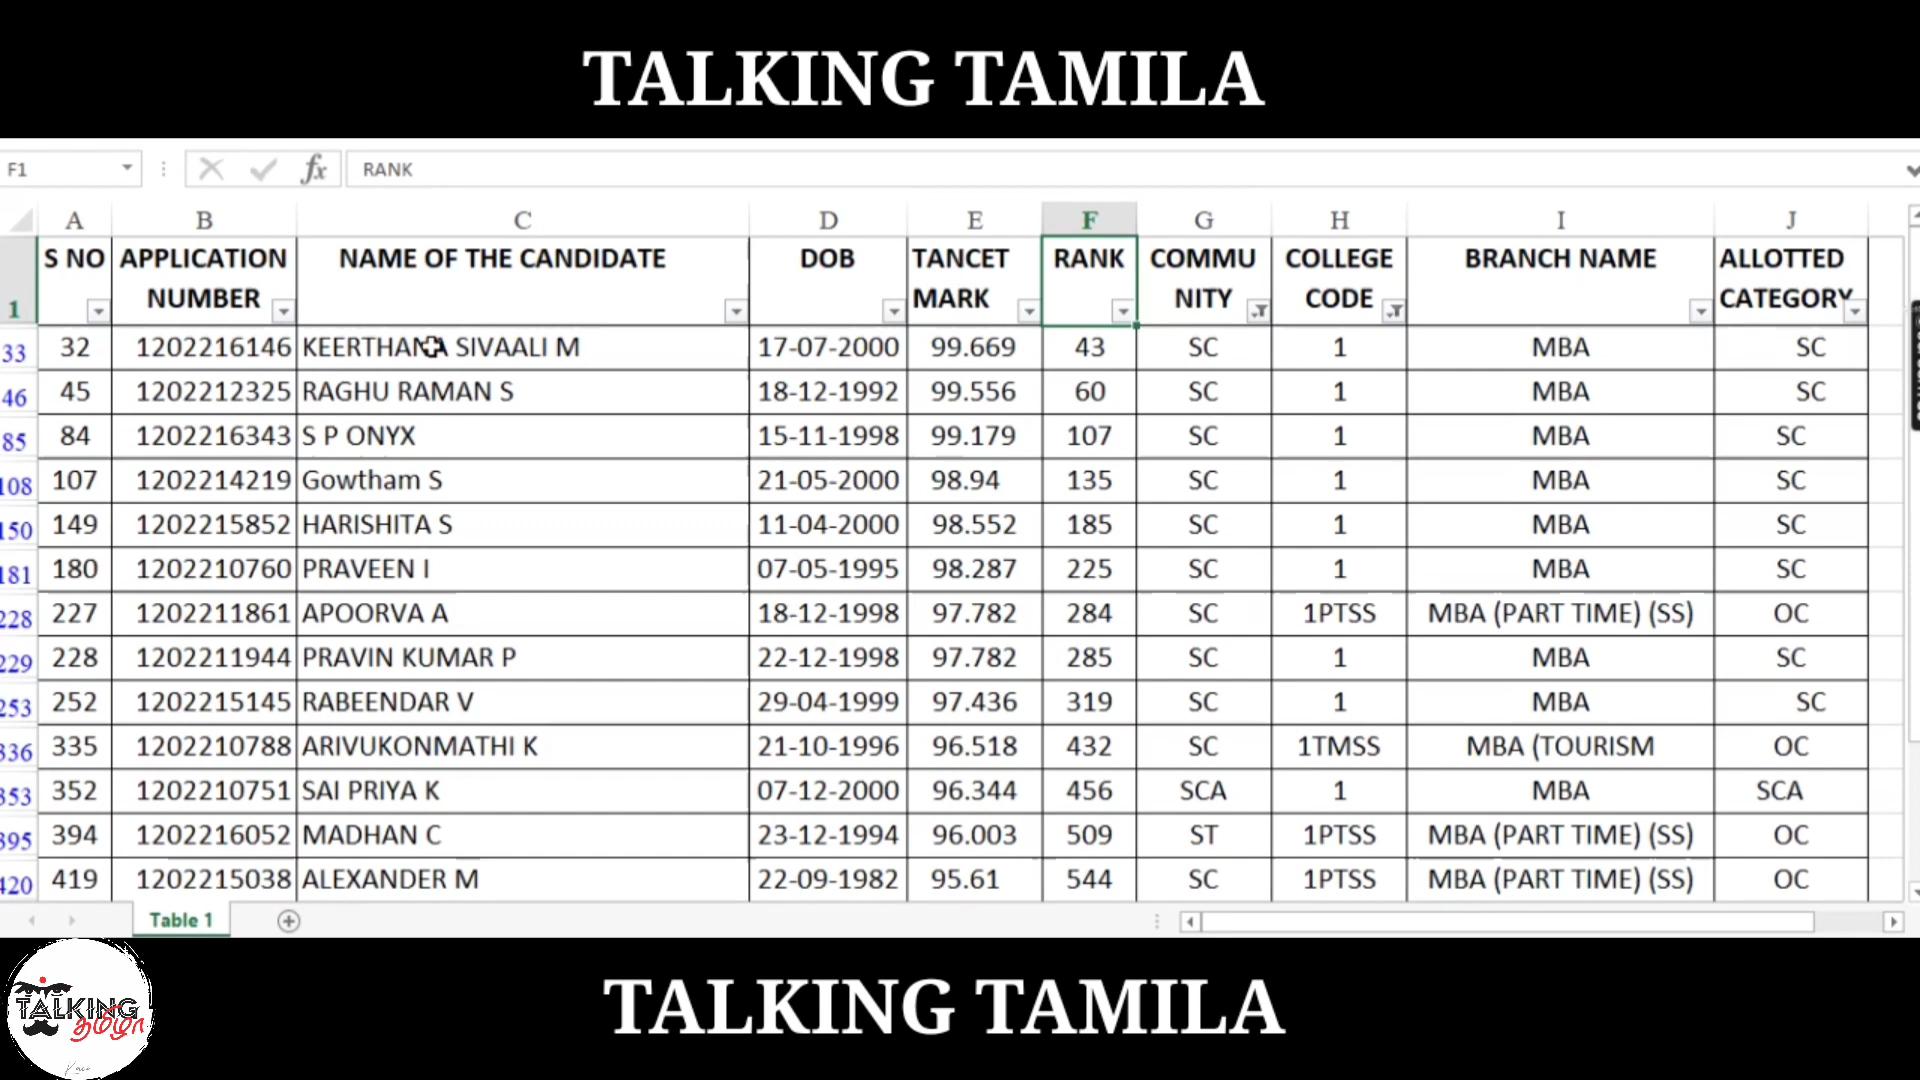 TALKING TAMILA
F1 fx RANK
A B C D E F G H I J
1 S NO APPLICATION NUMBER NAME OF THE CANDIDATE DOB TANCET MARK RANK COMMU NITY COLLEGE CODE BRANCH NAME ALLOTTED CATEGORY
33 32 1202216146 KEERTHANA SIVAALI M 17-07-2000 99.669 43 SC 1 MBA SC
46 45 1202212325 RAGHU RAMAN S 18-12-1992 99.556 60 SC 1 MBA SC
85 84 1202216343 S P ONYX 15-11-1998 99.179 107 SC 1 MBA SC
108 107 1202214219 Gowtham S 21-05-2000 98.94 135 SC 1 MBA SC
150 149 1202215852 HARISHITA S 11-04-2000 98.552 185 SC 1 MBA SC
181 180 1202210760 PRAVEEN I 07-05-1995 98.287 225 SC 1 MBA SC
228 227 1202211861 APOORVA A 18-12-1998 97.782 284 SC 1PTSS MBA (PART TIME) (SS) OC
229 228 1202211944 PRAVIN KUMAR P 22-12-1998 97.782 285 SC 1 MBA SC
253 252 1202215145 RABEENDAR V 29-04-1999 97.436 319 SC 1 MBA SC
336 335 1202210788 ARIVUKONMATHI K 21-10-1996 96.518 432 SC 1TMSS MBA (TOURISM OC
353 352 1202210751 SAI PRIYA K 07-12-2000 96.344 456 SCA 1 MBA SCA
395 394 1202216052 MADHAN C 23-12-1994 96.003 509 ST 1PTSS MBA (PART TIME) (SS) OC
420 419 1202215038 ALEXANDER M 22-09-1982 95.61 544 SC 1PTSS MBA (PART TIME) (SS) OC
Table 1
TALKING
தமிழா
TALKING TAMILA